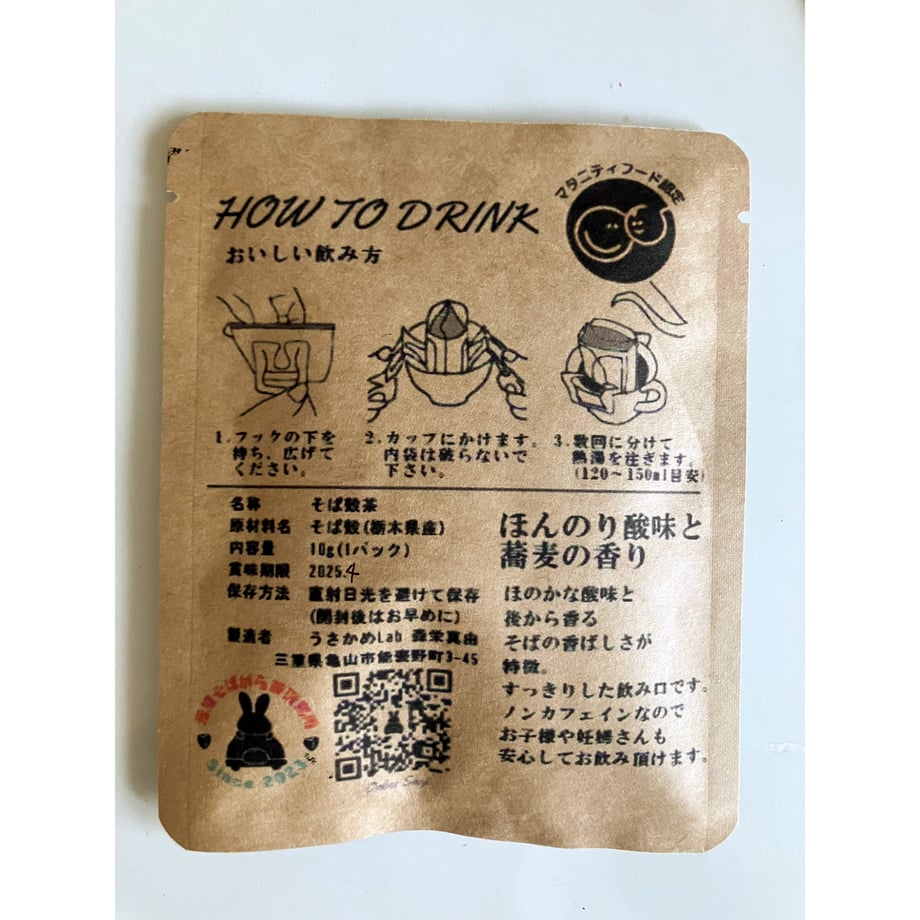 マタニティフード認定
HOW TO DRINK
おいしい飲み方
1.フックの下を
持ち、広げて
ください。
2.カップにかけます。
内袋は破らないで
下さい。
3.数回に分けて
熱湯を注ぎます。
(120～150ml目安)
名称 そば殻茶
原材料名 そば殻(栃木県産)
内容量 10g(1パック)
賞味期限 2025.4
保存方法 直射日光を避けて保存
(開封後はお早めに)
製造者 うさかめLab 森栄真由
三重県亀山市能褒野町3-45
ほんのり酸味と
蕎麦の香り
ほのかな酸味と
後から香る
そばの香ばしさが
特徴。
すっきりした飲み口です。
ノンカフェインなので
お子様や妊婦さんも
安心してお飲み頂けます。
since 2023